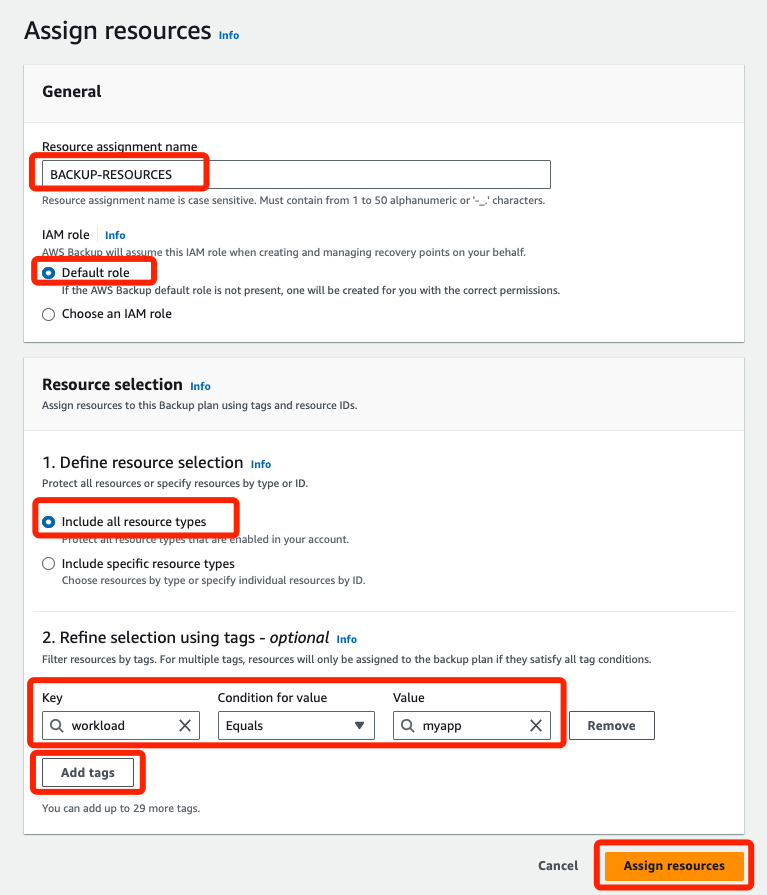 Assign resources Info
General
Resource assignment name
BACKUP-RESOURCES
Resource assignment name is case sensitive. Must contain from 1 to 50 alphanumeric or '-_.' characters.
IAM role Info
AWS Backup will assume this IAM role when creating and managing recovery points on your behalf.
Default role
If the AWS Backup default role is not present, one will be created for you with the correct permissions.
Choose an IAM role
Resource selection Info
Assign resources to this Backup plan using tags and resource IDs.
1. Define resource selection Info
Protect all resources or specify resources by type or ID.
Include all resource types
Protect all resource types that are enabled in your account.
Include specific resource types
Choose resources by type or specify individual resources by ID.
2. Refine selection using tags - optional Info
Filter resources by tags. For multiple tags, resources will only be assigned to the backup plan if they satisfy all tag conditions.
Key Condition for value Value
workload Equals myapp Remove
Add tags
You can add up to 29 more tags.
Cancel Assign resources